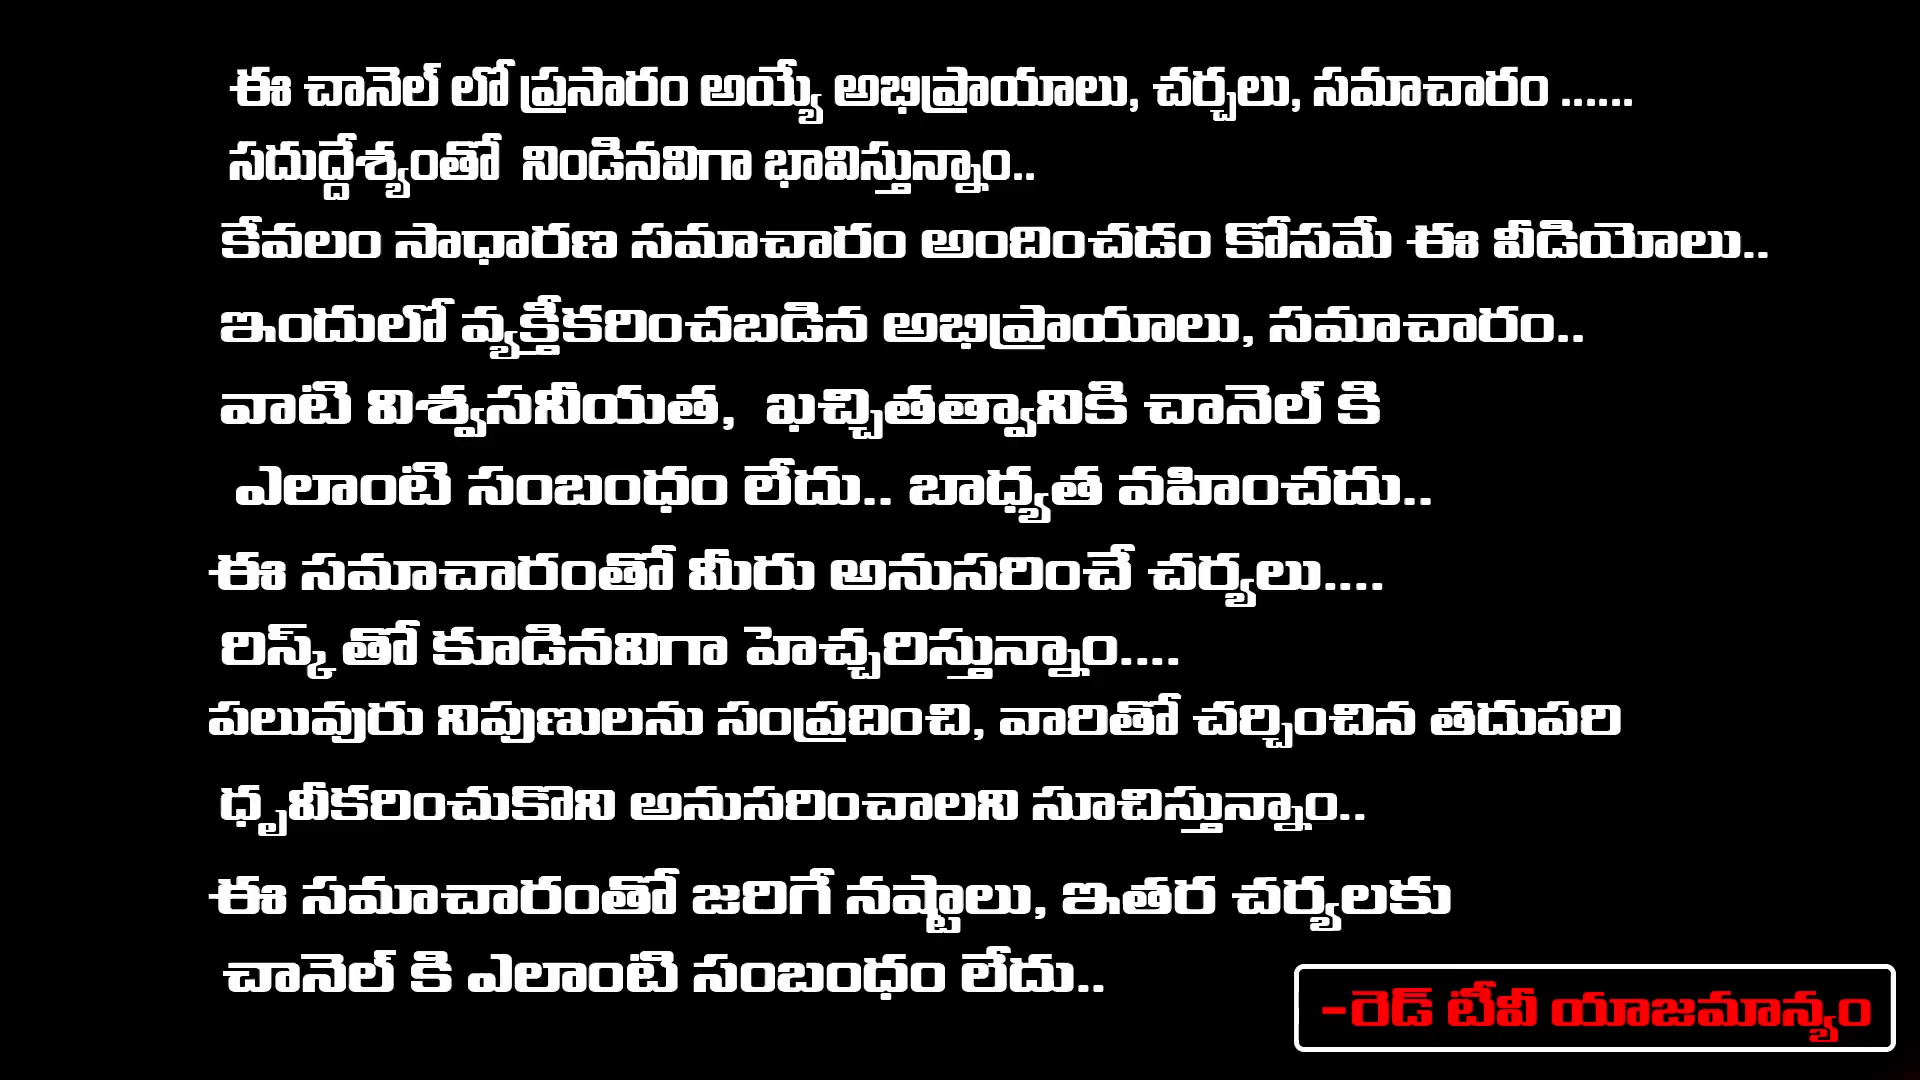 ఈ చానెల్ లో ప్రసారం అయ్యే అభిప్రాయాలు, చర్చలు, సమాచారం ......
సదుద్దేశ్యంతో నిండినవిగా భావిస్తున్నాం..
కేవలం సాధారణ సమాచారం అందించడం కోసమే ఈ వీడియోలు..
ఇందులో వ్యక్తీకరించబడిన అభిప్రాయాలు, సమాచారం..
వాటి విశ్వసనీయత, ఖచ్చితత్వానికి చానెల్ కి
ఎలాంటి సంబంధం లేదు.. బాధ్యత వహించదు..
ఈ సమాచారంతో మీరు అనుసరించే చర్యలు....
రిస్క్ తో కూడినవిగా హెచ్చరిస్తున్నాం....
పలువురు నిపుణులను సంప్రదించి, వారితో చర్చించిన తదుపరి
ధృవీకరించుకొని అనుసరించాలని సూచిస్తున్నాం..
ఈ సమాచారంతో జరిగే నష్టాలు, ఇతర చర్యలకు
చానెల్ కి ఎలాంటి సంబంధం లేదు..
-రెడ్ టీవీ యాజమాన్యం